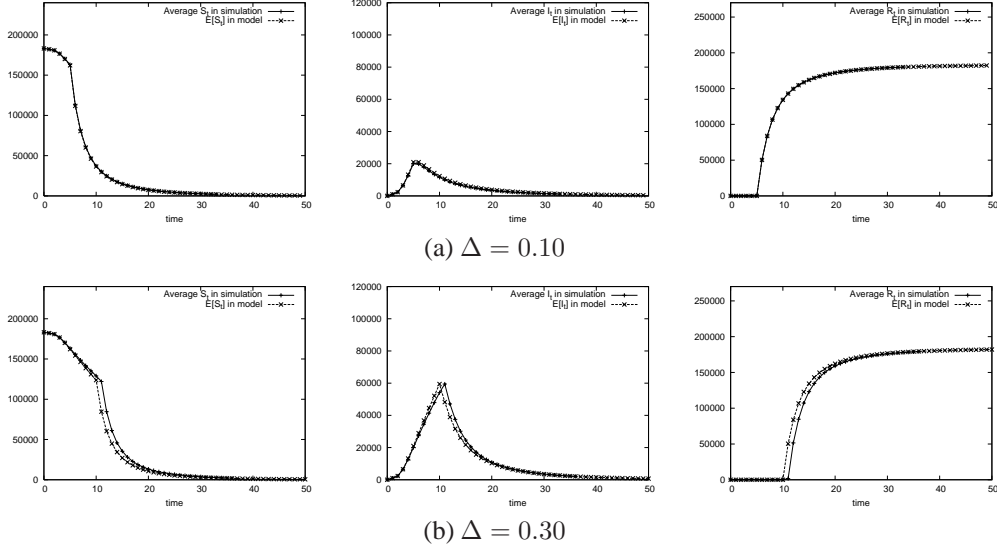 Average S_t in simulation
E[S_t] in model
200000
150000
100000
50000
0
0 10 20 30 40 50
time
Average I_t in simulation
E[I_t] in model
120000
100000
80000
60000
40000
20000
0
0 10 20 30 40 50
time
Average R_t in simulation
E[R_t] in model
250000
200000
150000
100000
50000
0
0 10 20 30 40 50
time
(a) Δ = 0.10
Average S_t in simulation
E[S_t] in model
200000
150000
100000
50000
0
0 10 20 30 40 50
time
Average I_t in simulation
E[I_t] in model
120000
100000
80000
60000
40000
20000
0
0 10 20 30 40 50
time
Average R_t in simulation
E[R_t] in model
250000
200000
150000
100000
50000
0
0 10 20 30 40 50
time
(b) Δ = 0.30